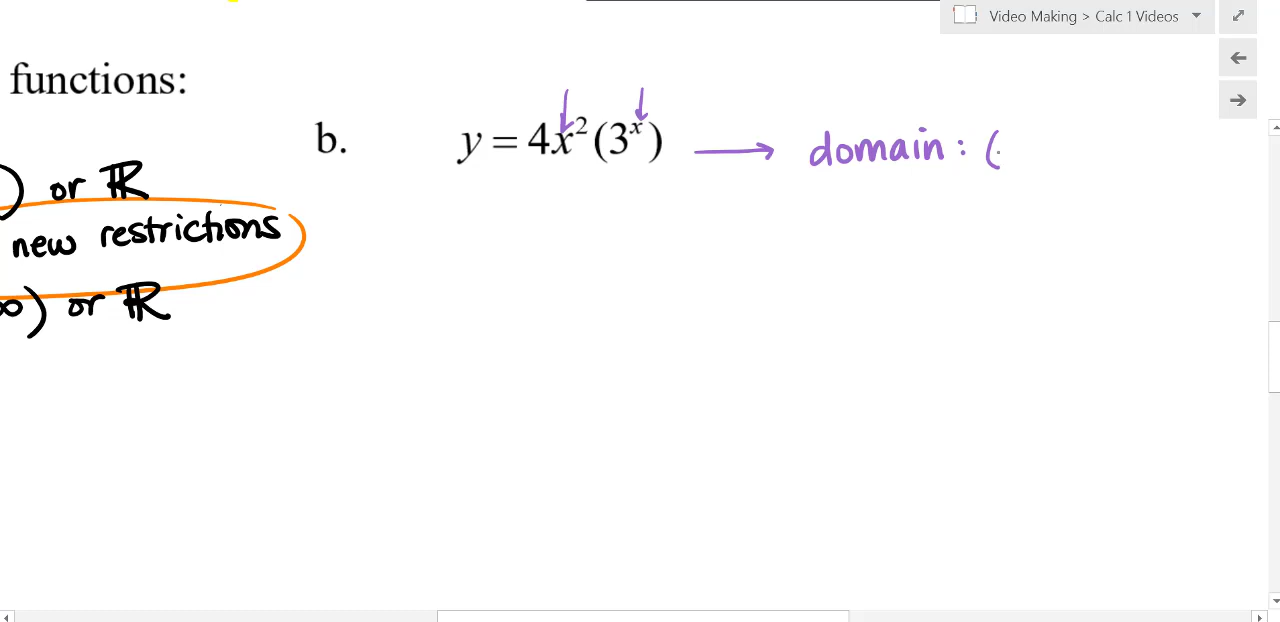 Video Making > Calc 1 Videos
functions:
b. y = 4x²(3ˣ) → domain : (
) or ℝ
new restrictions
∞) or ℝ